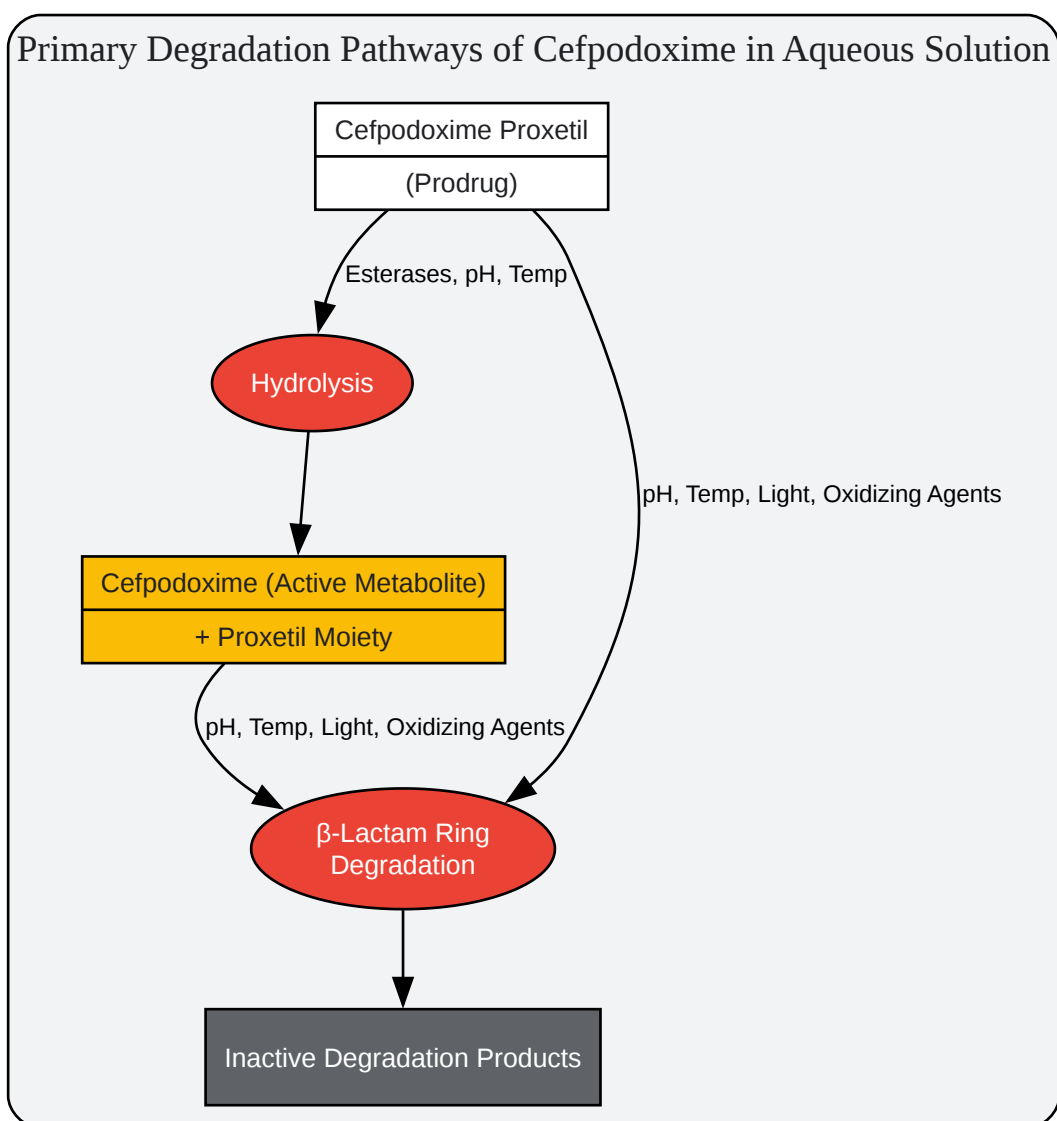 Primary Degradation Pathways of Cefpodoxime in Aqueous Solution
Cefpodoxime Proxetil
(Prodrug)
Esterases, pH, Temp
Hydrolysis
pH, Temp, Light, Oxidizing Agents
Cefpodoxime (Active Metabolite)
+ Proxetil Moiety
pH, Temp, Light, Oxidizing Agents
β-Lactam Ring
Degradation
Inactive Degradation Products